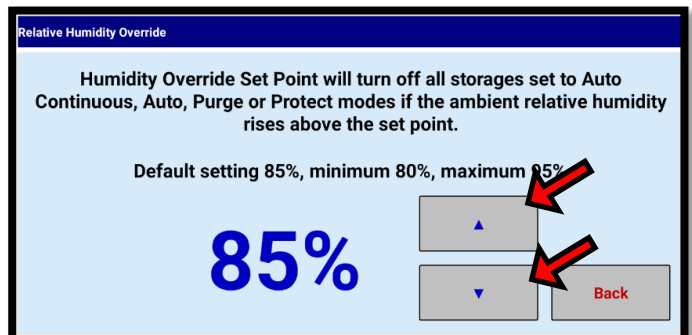 Relative Humidity Override
Humidity Override Set Point will turn off all storages set to Auto
Continuous, Auto, Purge or Protect modes if the ambient relative humidity
rises above the set point.
Default setting 85%, minimum 80%, maximum 95%
85%
▲
▼
Back